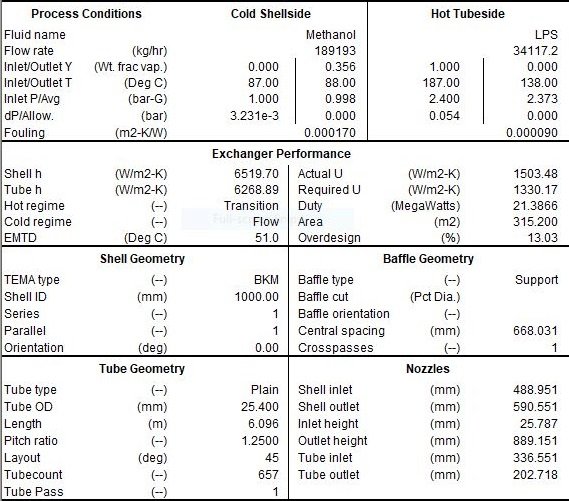 Process Conditions Cold Shellside Hot Tubeside
Fluid name Methanol LPS
Flow rate (kg/hr) 189193 34117.2
Inlet/Outlet Y (Wt. frac vap.) 0.000 0.356 1.000 0.000
Inlet/Outlet T (Deg C) 87.00 88.00 187.00 138.00
Inlet P/Avg (bar-G) 1.000 0.998 2.400 2.373
dP/Allow. (bar) 3.231e-3 0.000 0.054 0.000
Fouling (m2-K/W) 0.000170 0.000090
Exchanger Performance
Shell h (W/m2-K) 6519.70 Actual U (W/m2-K) 1503.48
Tube h (W/m2-K) 6268.89 Required U (W/m2-K) 1330.17
Hot regime (--) Transition Duty (MegaWatts) 21.3866
Cold regime (--) Flow Area (m2) 315.200
EMTD (Deg C) 51.0 Overdesign (%) 13.03
Shell Geometry Baffle Geometry
TEMA type (--) BKM Baffle type (--) Support
Shell ID (mm) 1000.00 Baffle cut (Pct Dia.)
Series (--) 1 Baffle orientation (--)
Parallel (--) 1 Central spacing (mm) 668.031
Orientation (deg) 0.00 Crosspasses (--) 1
Tube Geometry Nozzles
Tube type (--) Plain Shell inlet (mm) 488.951
Tube OD (mm) 25.400 Shell outlet (mm) 590.551
Length (m) 6.096 Inlet height (mm) 25.787
Pitch ratio (--) 1.2500 Outlet height (mm) 889.151
Layout (deg) 45 Tube inlet (mm) 336.551
Tubecount (--) 657 Tube outlet (mm) 202.718
Tube Pass (--) 1